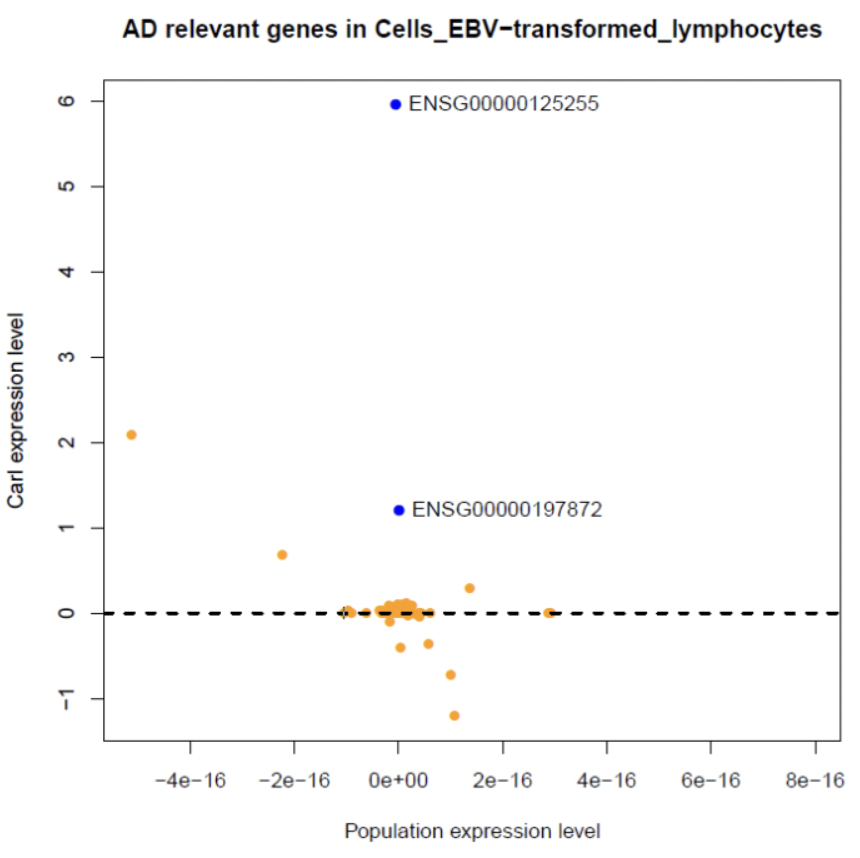 AD relevant genes in Cells_EBV−transformed_lymphocytes
6
ENSG00000125255
5
4
3
Carl expression level
2
1
ENSG00000197872
0
−1
−4e−16 −2e−16 0e+00 2e−16 4e−16 6e−16 8e−16
Population expression level